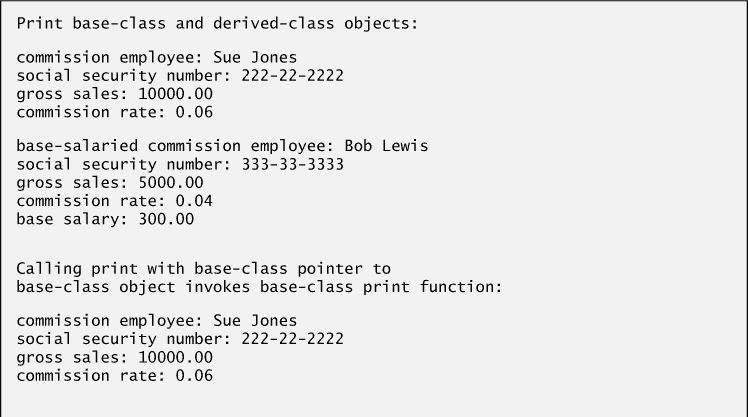 Print base-class and derived-class objects:
commission employee: Sue Jones
social security number: 222-22-2222
gross sales: 10000.00
commission rate: 0.06
base-salaried commission employee: Bob Lewis
social security number: 333-33-3333
gross sales: 5000.00
commission rate: 0.04
base salary: 300.00
Calling print with base-class pointer to
base-class object invokes base-class print function:
commission employee: Sue Jones
social security number: 222-22-2222
gross sales: 10000.00
commission rate: 0.06